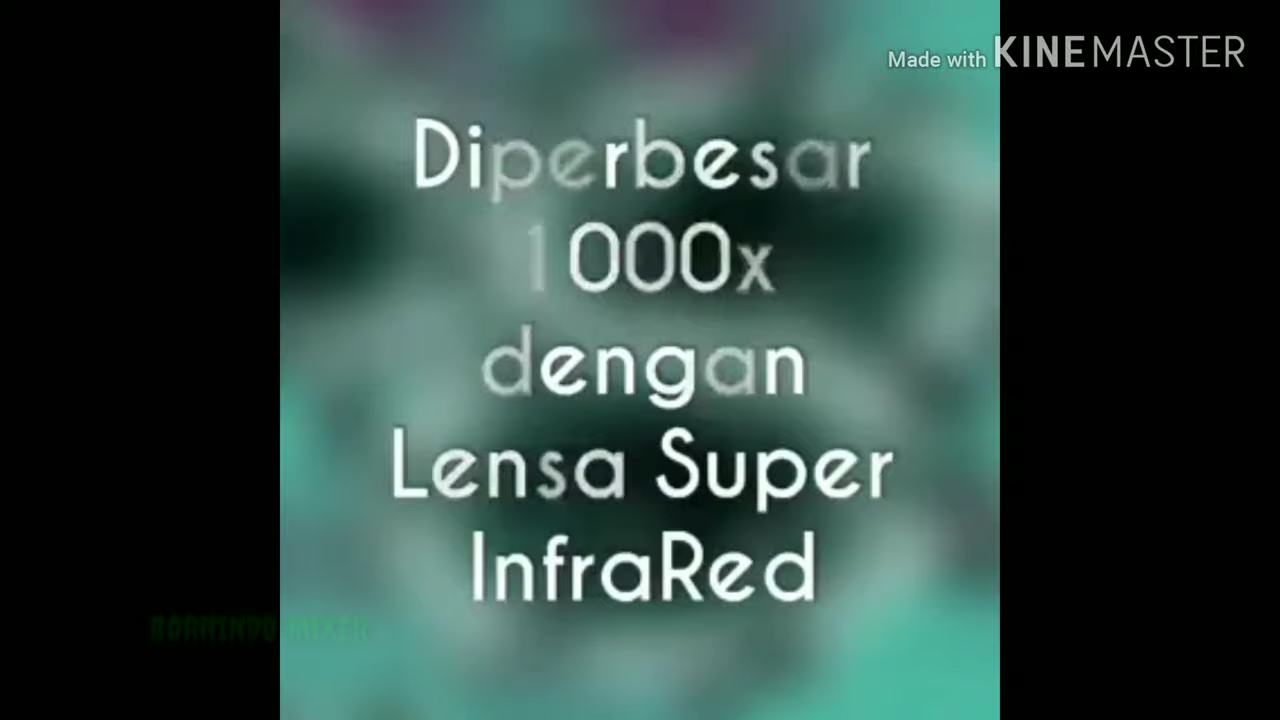 Made with KINEMASTER
Diperbesar
1000x
dengan
Lensa Super
InfraRed